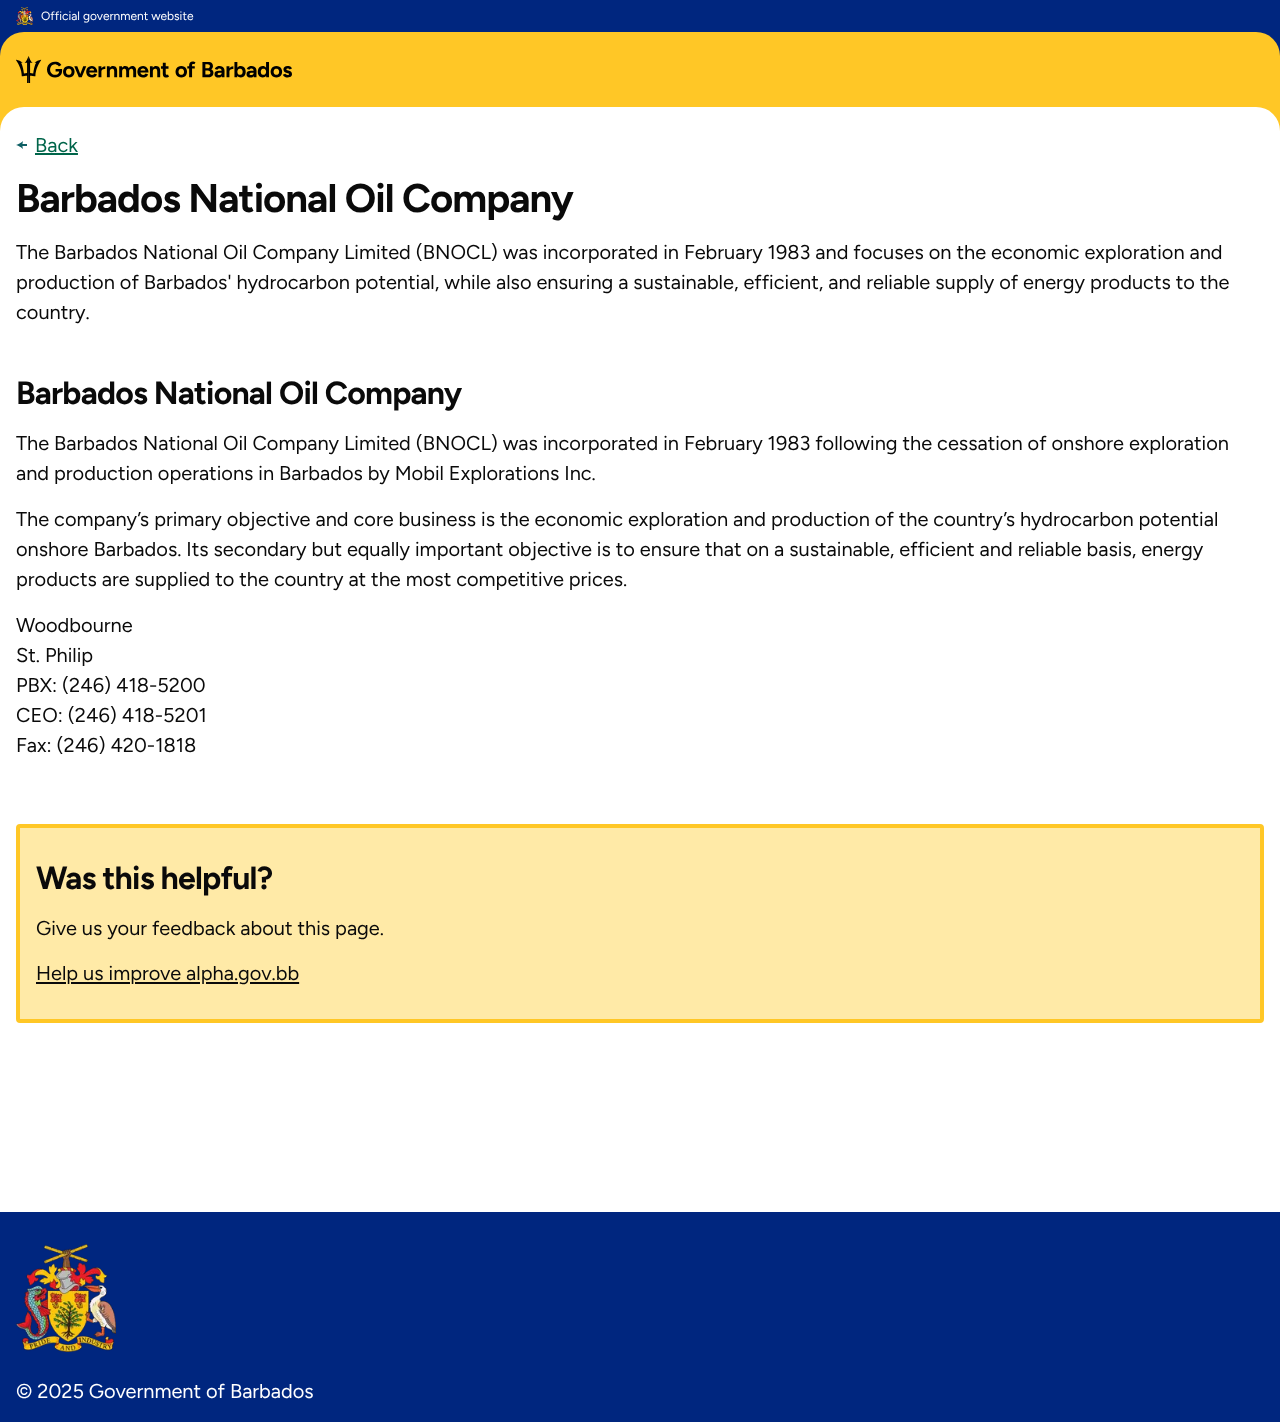 Official government website
Government of Barbados
Back
Barbados National Oil Company
The Barbados National Oil Company Limited (BNOCL) was incorporated in February 1983 and focuses on the economic exploration and
production of Barbados' hydrocarbon potential, while also ensuring a sustainable, efficient, and reliable supply of energy products to the
country.
Barbados National Oil Company
The Barbados National Oil Company Limited (BNOCL) was incorporated in February 1983 following the cessation of onshore exploration
and production operations in Barbados by Mobil Explorations Inc.
The company’s primary objective and core business is the economic exploration and production of the country’s hydrocarbon potential
onshore Barbados. Its secondary but equally important objective is to ensure that on a sustainable, efficient and reliable basis, energy
products are supplied to the country at the most competitive prices.
Woodbourne
St. Philip
PBX: (246) 418-5200
CEO: (246) 418-5201
Fax: (246) 420-1818
Was this helpful?
Give us your feedback about this page.
Help us improve alpha.gov.bb
PRIDE AND INDUSTRY
© 2025 Government of Barbados